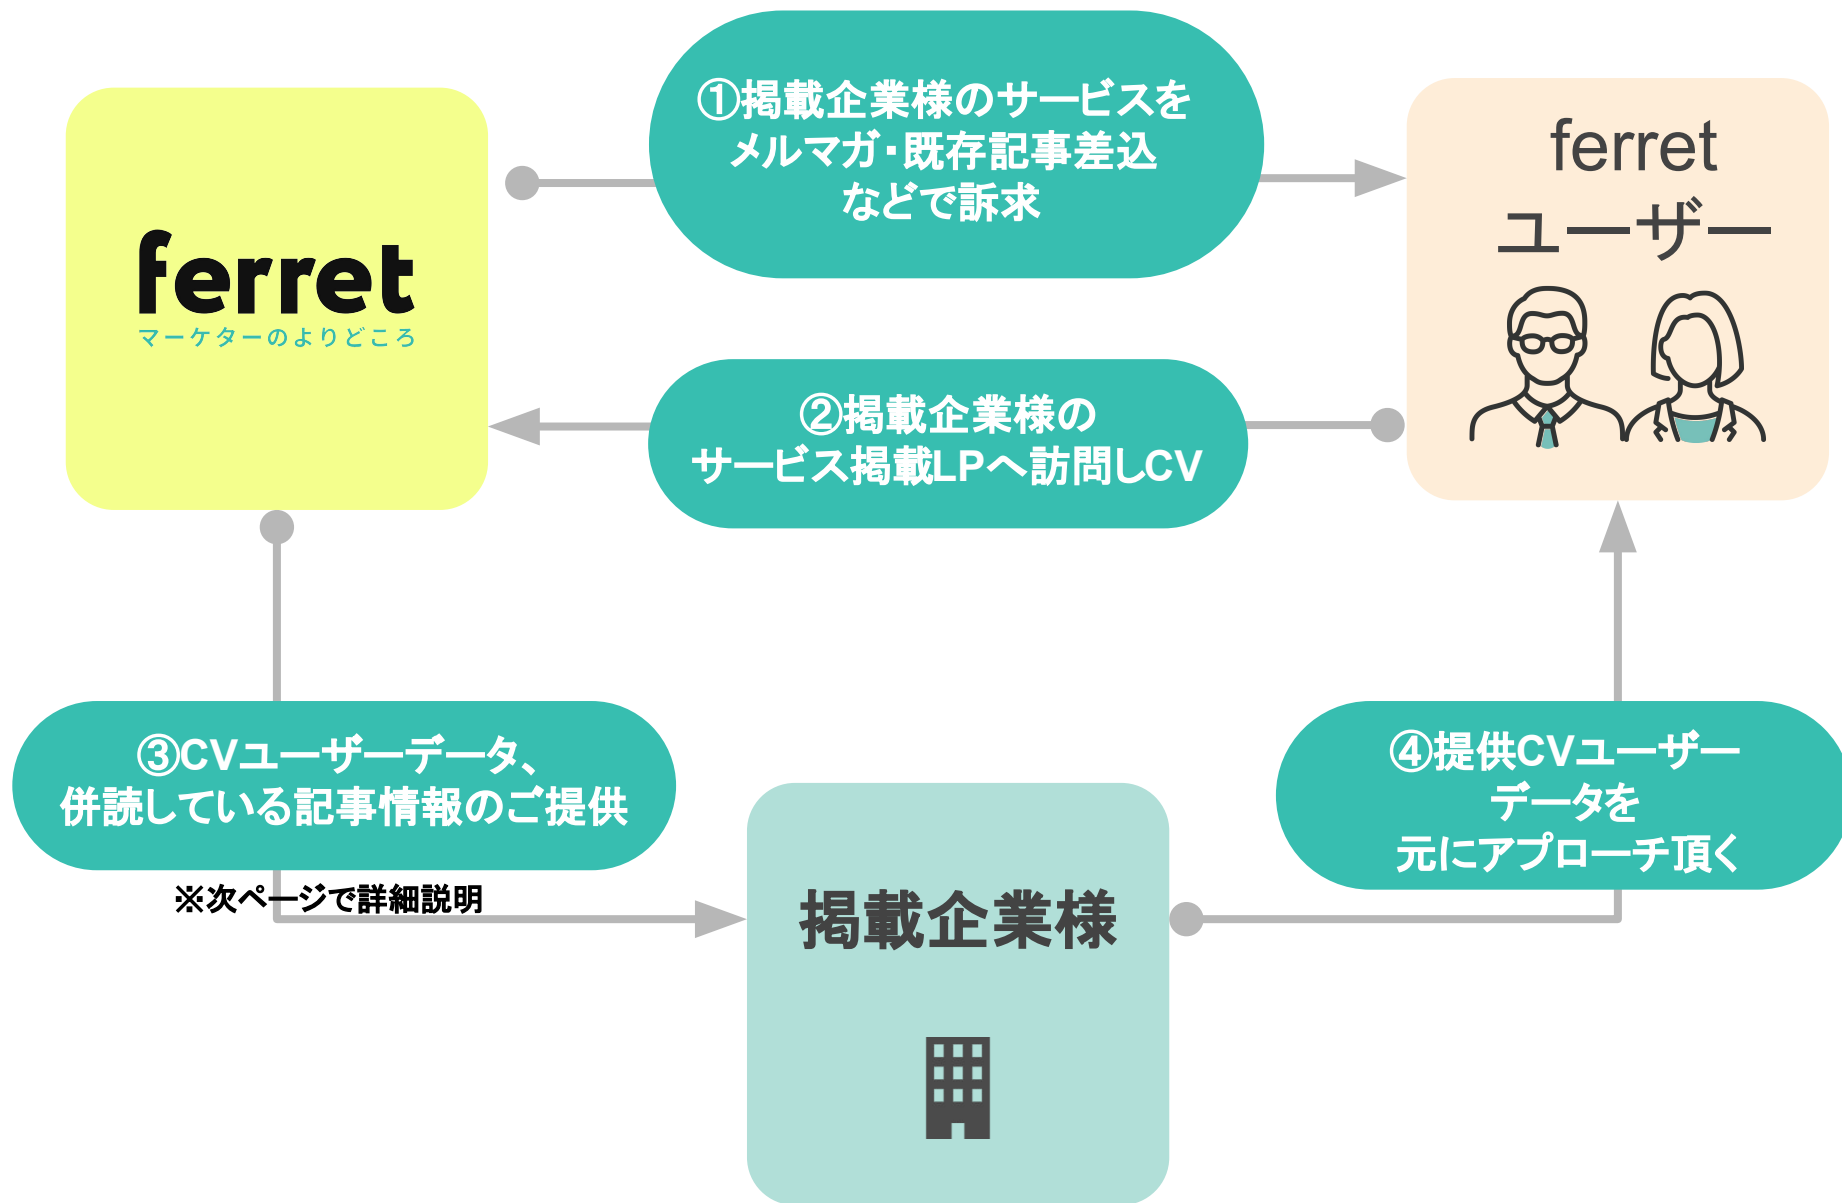 ①掲載企業様のサービスを
メルマガ・既存記事差込
などで訴求
ferret
ユーザー
ferret
マーケターのよりどころ
②掲載企業様の
サービス掲載LPへ訪問しCV
③CVユーザーデータ、
併読している記事情報のご提供
※次ページで詳細説明
④提供CVユーザー
データを
元にアプローチ頂く
掲載企業様